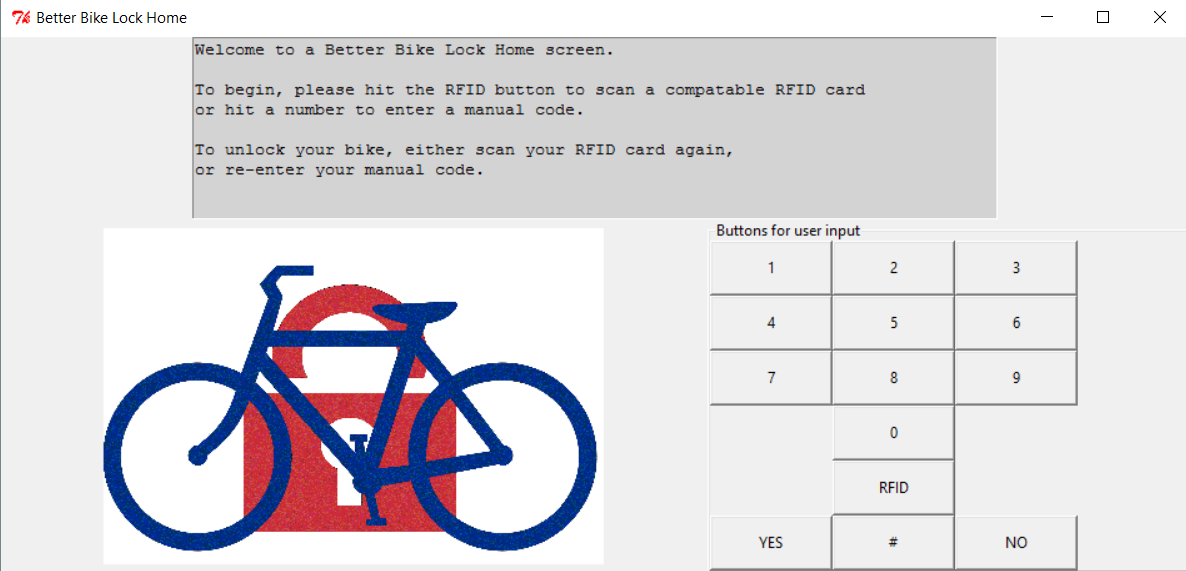 Better Bike Lock Home
Welcome to a Better Bike Lock Home screen.
To begin, please hit the RFID button to scan a compatable RFID card
or hit a number to enter a manual code.
To unlock your bike, either scan your RFID card again,
or re-enter your manual code.
Buttons for user input
1 2 3
4 5 6
7 8 9
0
RFID
YES # NO